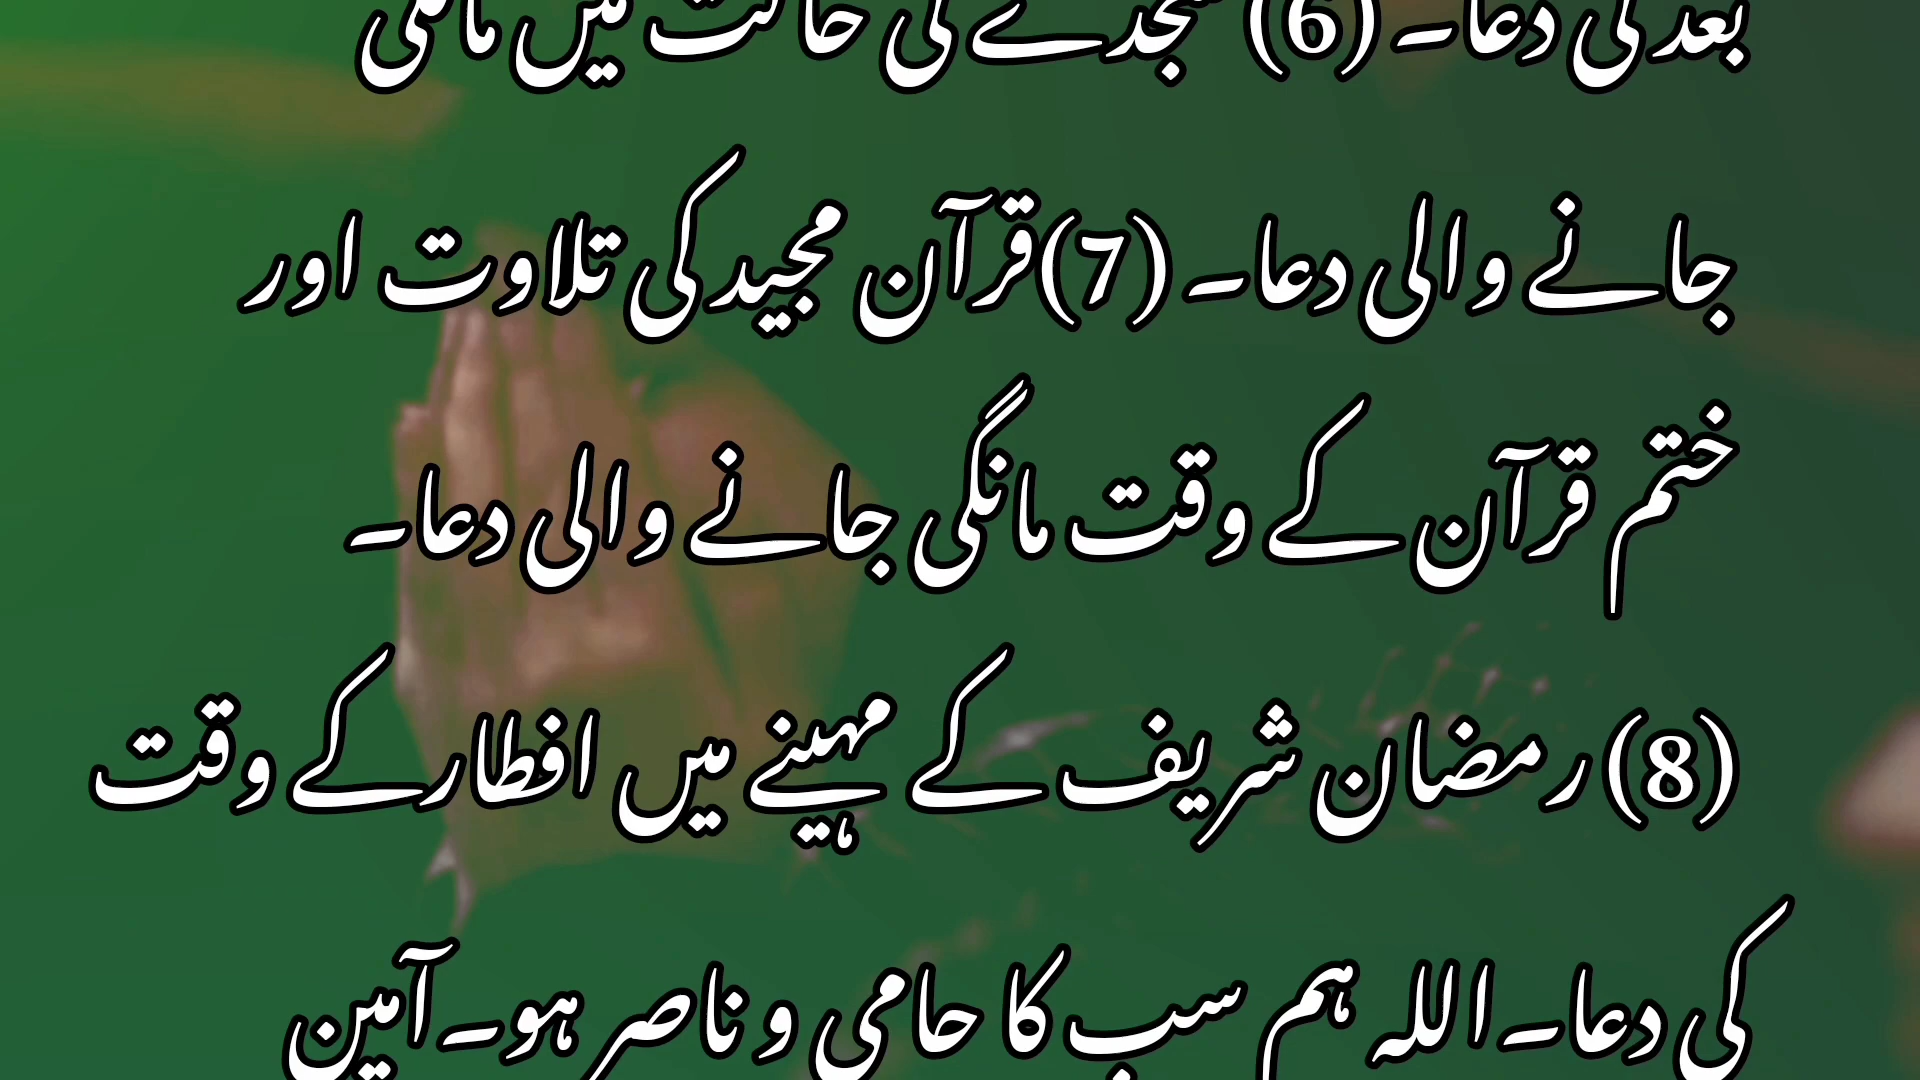 بعد کی دعا۔ (6) سجدے کی حالت میں مانگی
جانے والی دعا۔ (7)قرآن مجید کی تلاوت اور
ختم قرآن کے وقت مانگی جانے والی دعا۔
(8) رمضان شریف کے مہینے میں افطار کے وقت
کی دعا۔اللہ ہم سب کا حامی و ناصر ہو۔آمین